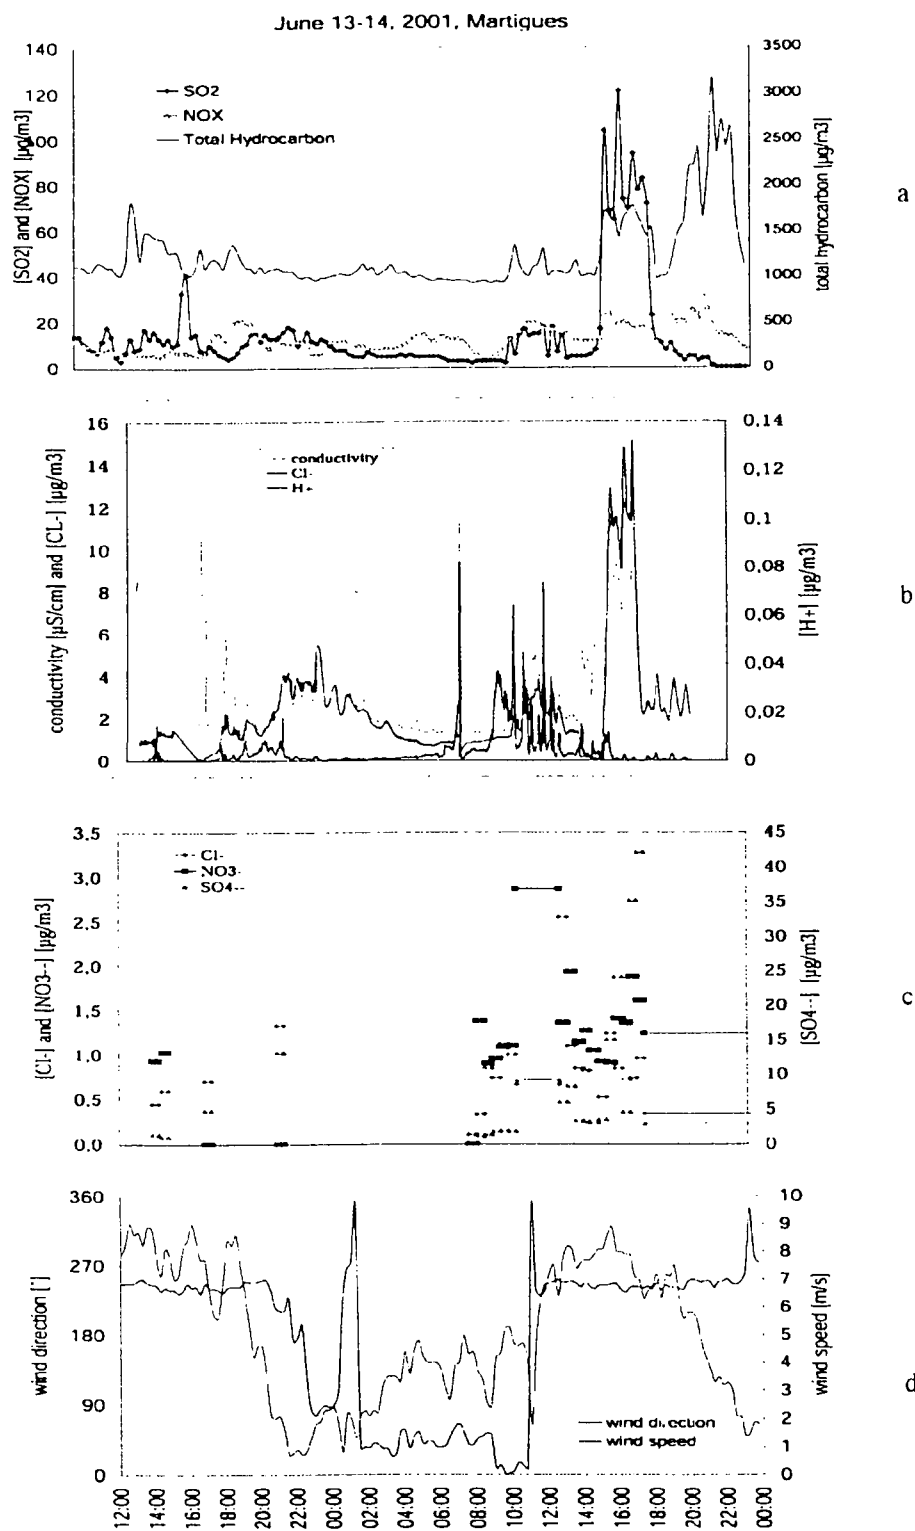 June 13-14, 2001, Martigues
140
120
100
80
60
40
20
0
[SO2] and [NOX] [µg/m3]
SO2
NOX
Total Hydrocarbon
3500
3000
2500
2000
1500
1000
500
0
total hydrocarbon [µg/m3]
a
16
14
12
10
8
6
4
2
0
conductivity [µS/cm] and [CL-] [µg/m3]
conductivity
Cl-
H+
0,14
0,12
0,1
0,08
0,06
0,04
0,02
0
[H+] [µg/m3]
b
3.5
3.0
2.5
2.0
1.5
1.0
0.5
0.0
[Cl-] and [NO3--] [µg/m3]
Cl-
NO3-
SO4--
45
40
35
30
25
20
15
10
5
0
[SO4--] [µg/m3]
c
360
270
180
90
0
wind direction [°]
wind direction
wind speed
10
9
8
7
6
5
4
3
2
1
0
wind speed [m/s]
d
12:00 14:00 16:00 18:00 20:00 22:00 00:00 02:00 04:00 06:00 08:00 10:00 12:00 14:00 16:00 18:00 20:00 22:00 00:00